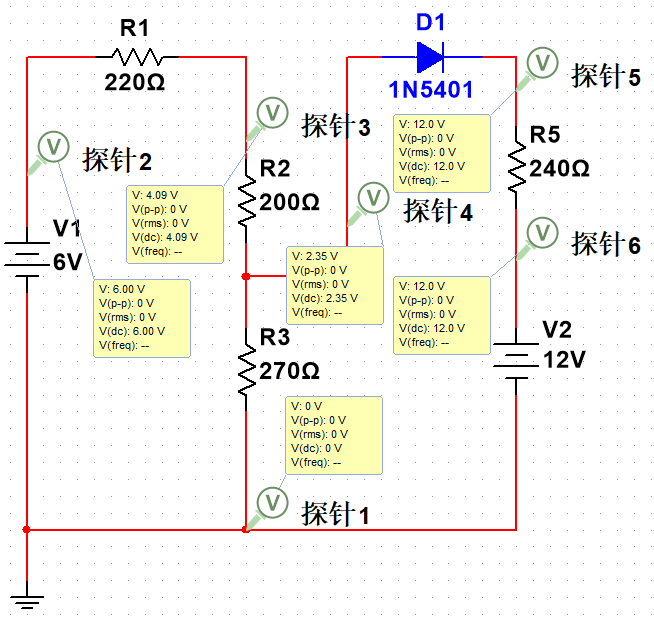 D1
1N5401
R1
220Ω
V
探针5
V
探针3
V: 12.0 V
V(p-p): 0 V
V(rms): 0 V
V(dc): 12.0 V
V(freq): --
R5
240Ω
V
探针2
R2
200Ω
V: 4.09 V
V(p-p): 0 V
V(rms): 0 V
V(dc): 4.09 V
V(freq): --
V
探针4
V1
6V
V
探针6
V: 2.35 V
V(p-p): 0 V
V(rms): 0 V
V(dc): 2.35 V
V(freq): --
V: 6.00 V
V(p-p): 0 V
V(rms): 0 V
V(dc): 6.00 V
V(freq): --
V: 12.0 V
V(p-p): 0 V
V(rms): 0 V
V(dc): 12.0 V
V(freq): --
R3
270Ω
V2
12V
V: 0 V
V(p-p): 0 V
V(rms): 0 V
V(dc): 0 V
V(freq): --
V
探针1